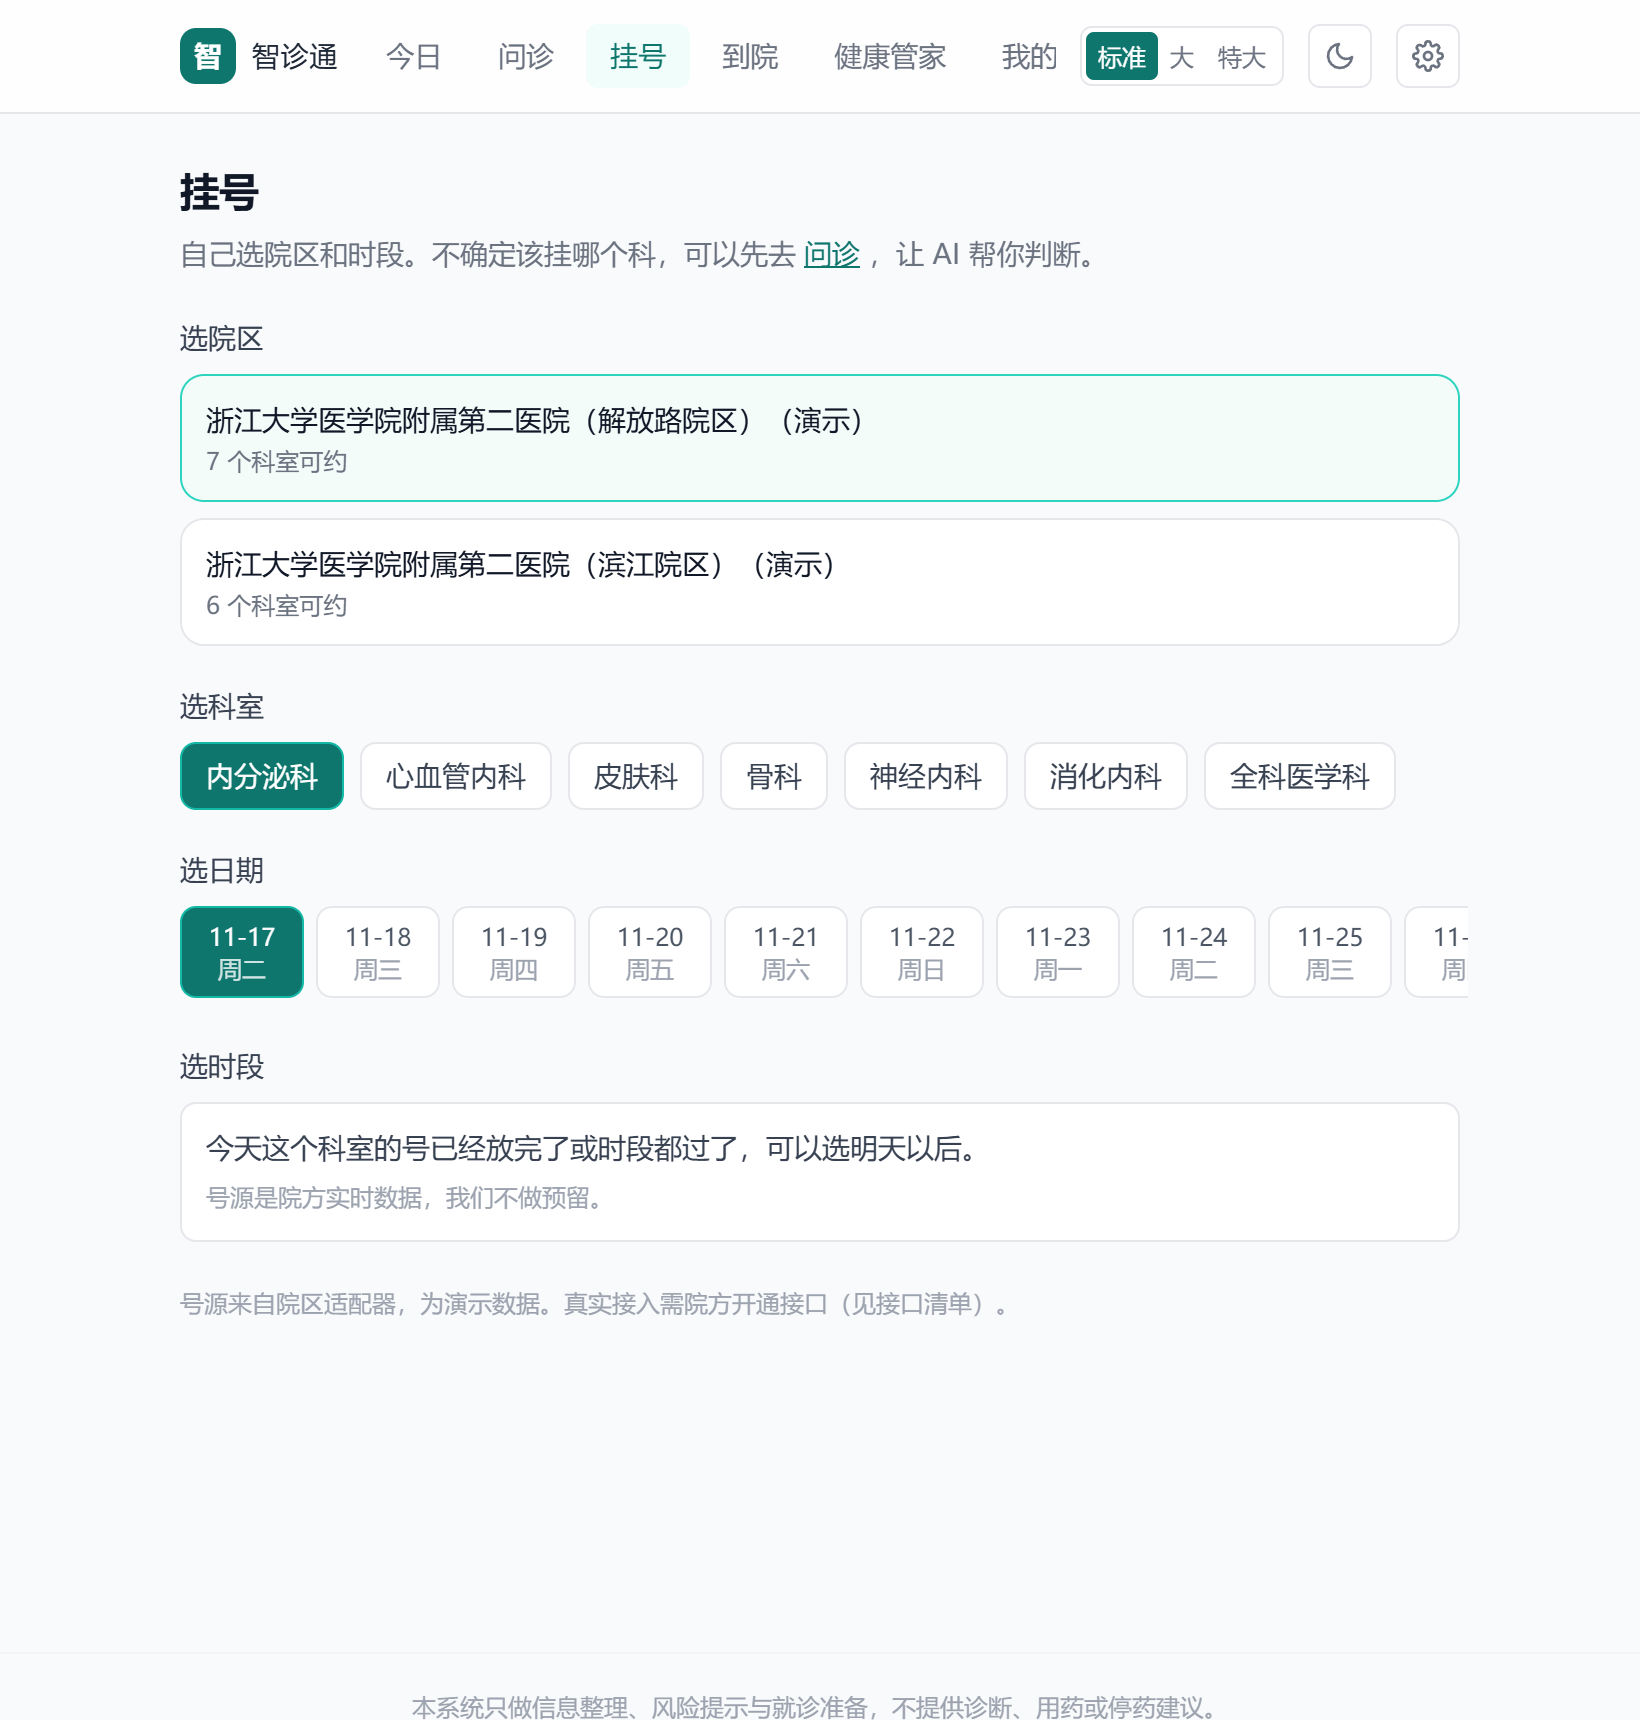 智 智诊通 今日 问诊 挂号 到院 健康管家 我的 标准 大 特大
挂号
自己选院区和时段。不确定该挂哪个科，可以先去 问诊 ，让 AI 帮你判断。
选院区
浙江大学医学院附属第二医院（解放路院区）（演示）
7 个科室可约
浙江大学医学院附属第二医院（滨江院区）（演示）
6 个科室可约
选科室
内分泌科 心血管内科 皮肤科 骨科 神经内科 消化内科 全科医学科
选日期
11-17 11-18 11-19 11-20 11-21 11-22 11-23 11-24 11-25 11-
周二 周三 周四 周五 周六 周日 周一 周二 周三 周
选时段
今天这个科室的号已经放完了或时段都过了，可以选明天以后。
号源是院方实时数据，我们不做预留。
号源来自院区适配器，为演示数据。真实接入需院方开通接口（见接口清单）。
本系统只做信息整理、风险提示与就诊准备，不提供诊断、用药或停药建议。